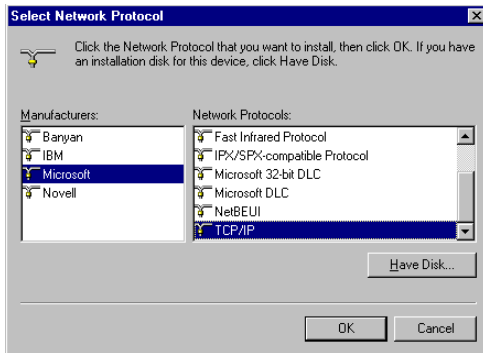 Select Network Protocol
Click the Network Protocol that you want to install, then click OK. If you have
an installation disk for this device, click Have Disk.
Manufacturers:
Banyan
IBM
Microsoft
Novell
Network Protocols:
Fast Infrared Protocol
IPX/SPX-compatible Protocol
Microsoft 32-bit DLC
Microsoft DLC
NetBEUI
TCP/IP
Have Disk...
OK
Cancel